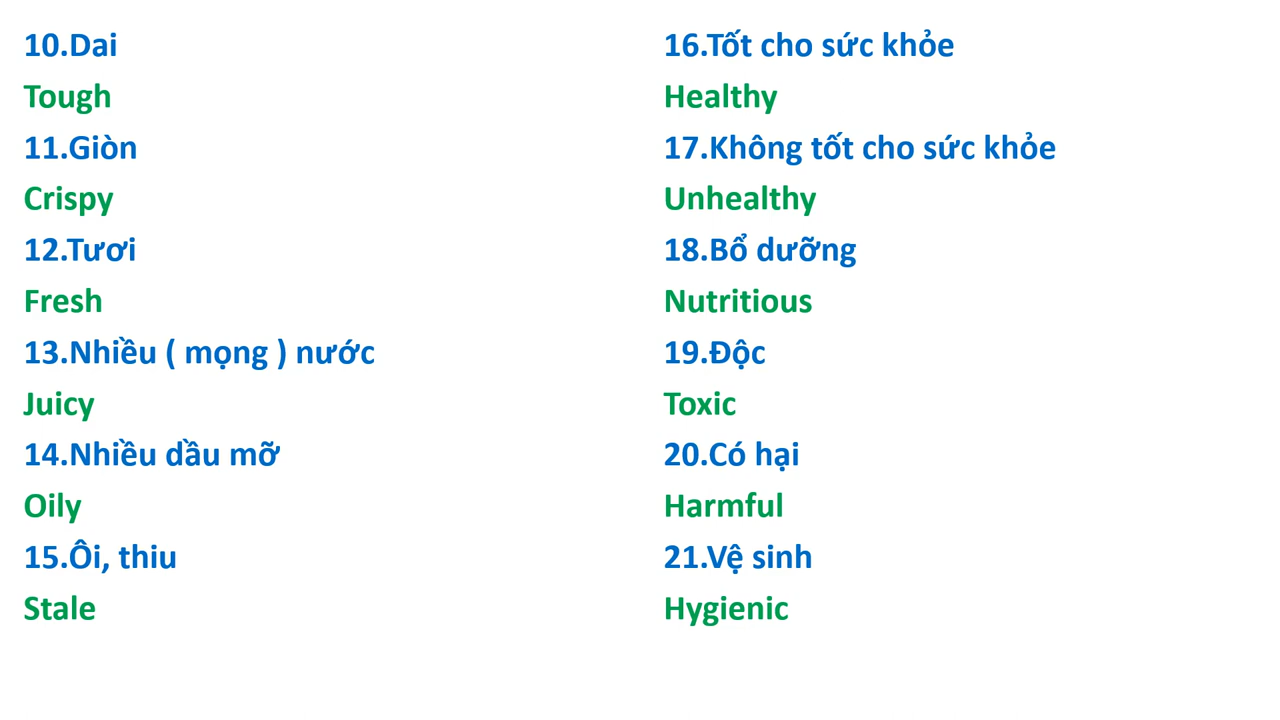 10.Dai
Tough
11.Giòn
Crispy
12.Tươi
Fresh
13.Nhiều ( mọng ) nước
Juicy
14.Nhiều dầu mỡ
Oily
15.Ôi, thiu
Stale
16.Tốt cho sức khỏe
Healthy
17.Không tốt cho sức khỏe
Unhealthy
18.Bổ dưỡng
Nutritious
19.Độc
Toxic
20.Có hại
Harmful
21.Vệ sinh
Hygienic